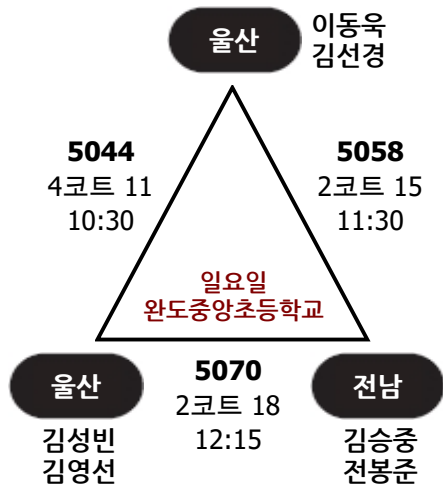 울산
이동욱
김선경
5044
4코트 11
10:30
5058
2코트 15
11:30
일요일
완도중앙초등학교
울산
김성빈
김영선
5070
2코트 18
12:15
전남
김승중
전봉준